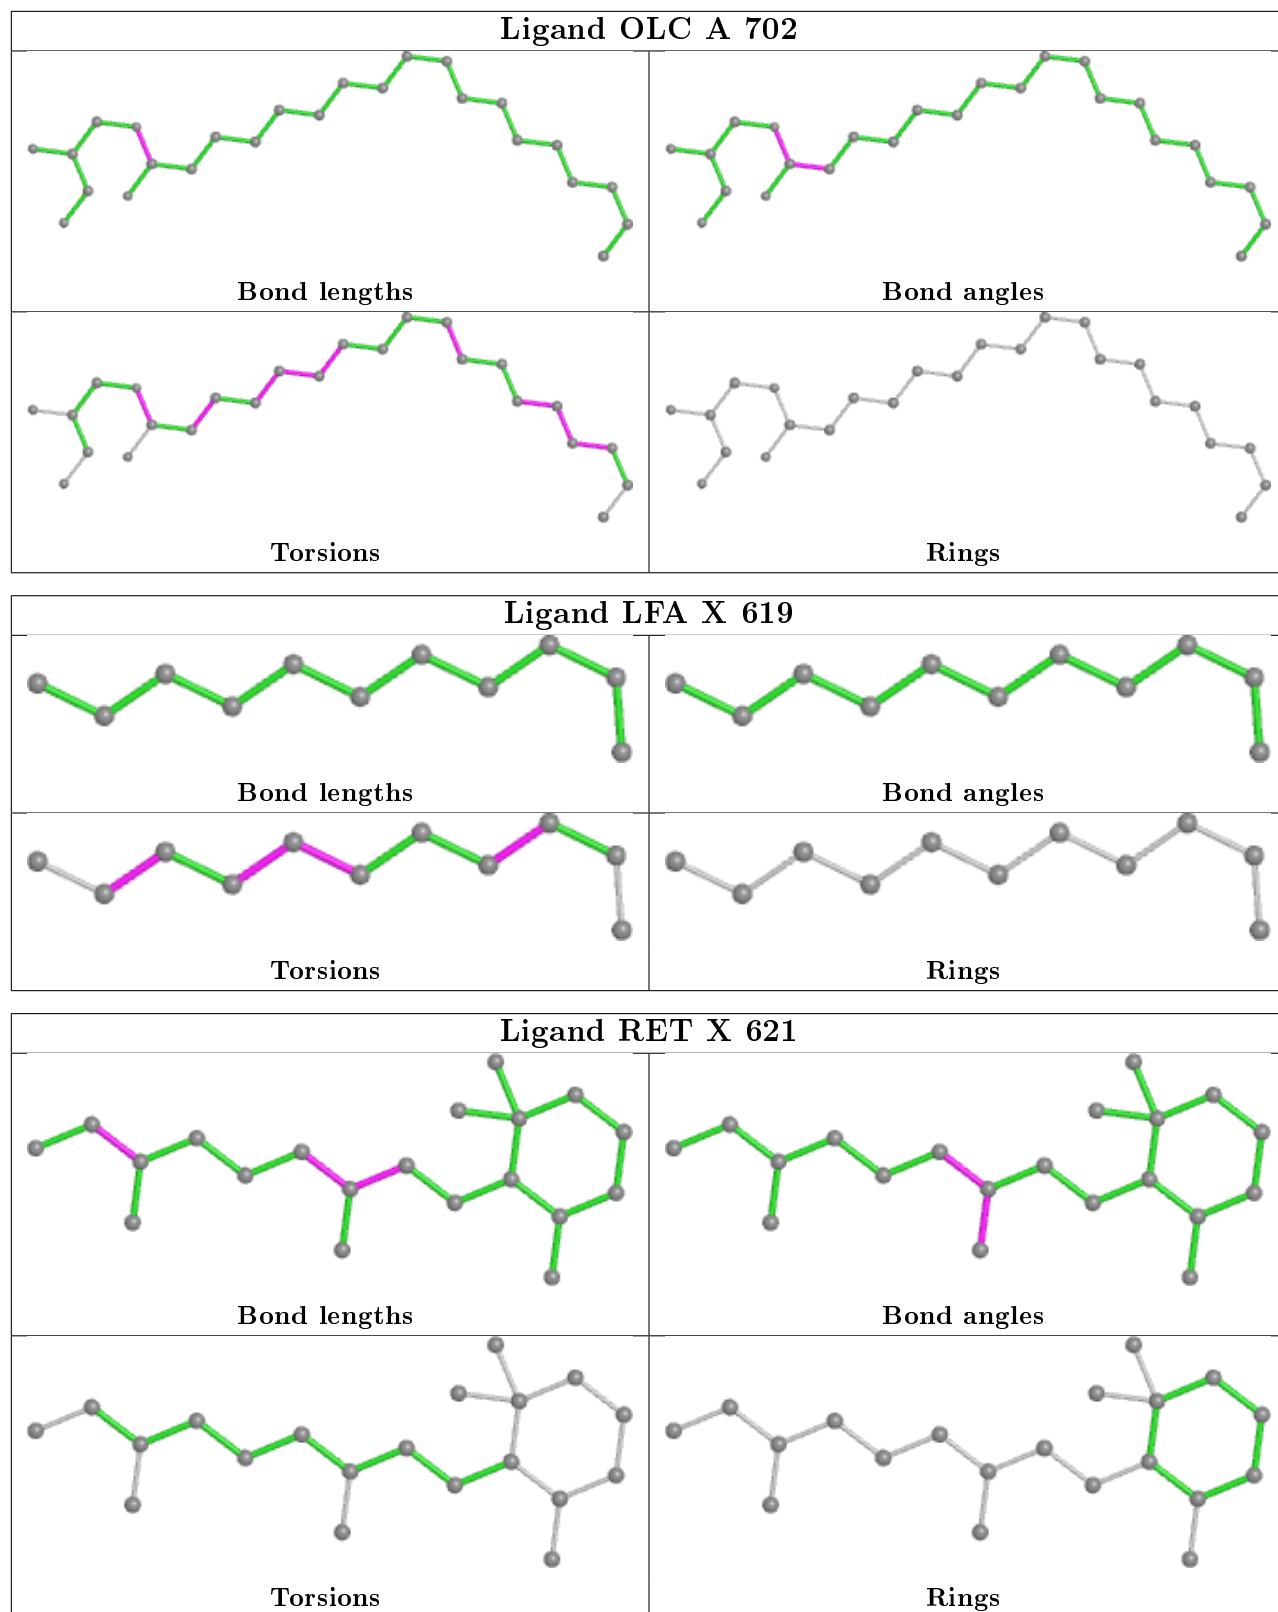 Ligand OLC A 702
Bond lengths
Bond angles
Torsions
Rings
Ligand LFA X 619
Bond lengths
Bond angles
Torsions
Rings
Ligand RET X 621
Bond lengths
Bond angles
Torsions
Rings